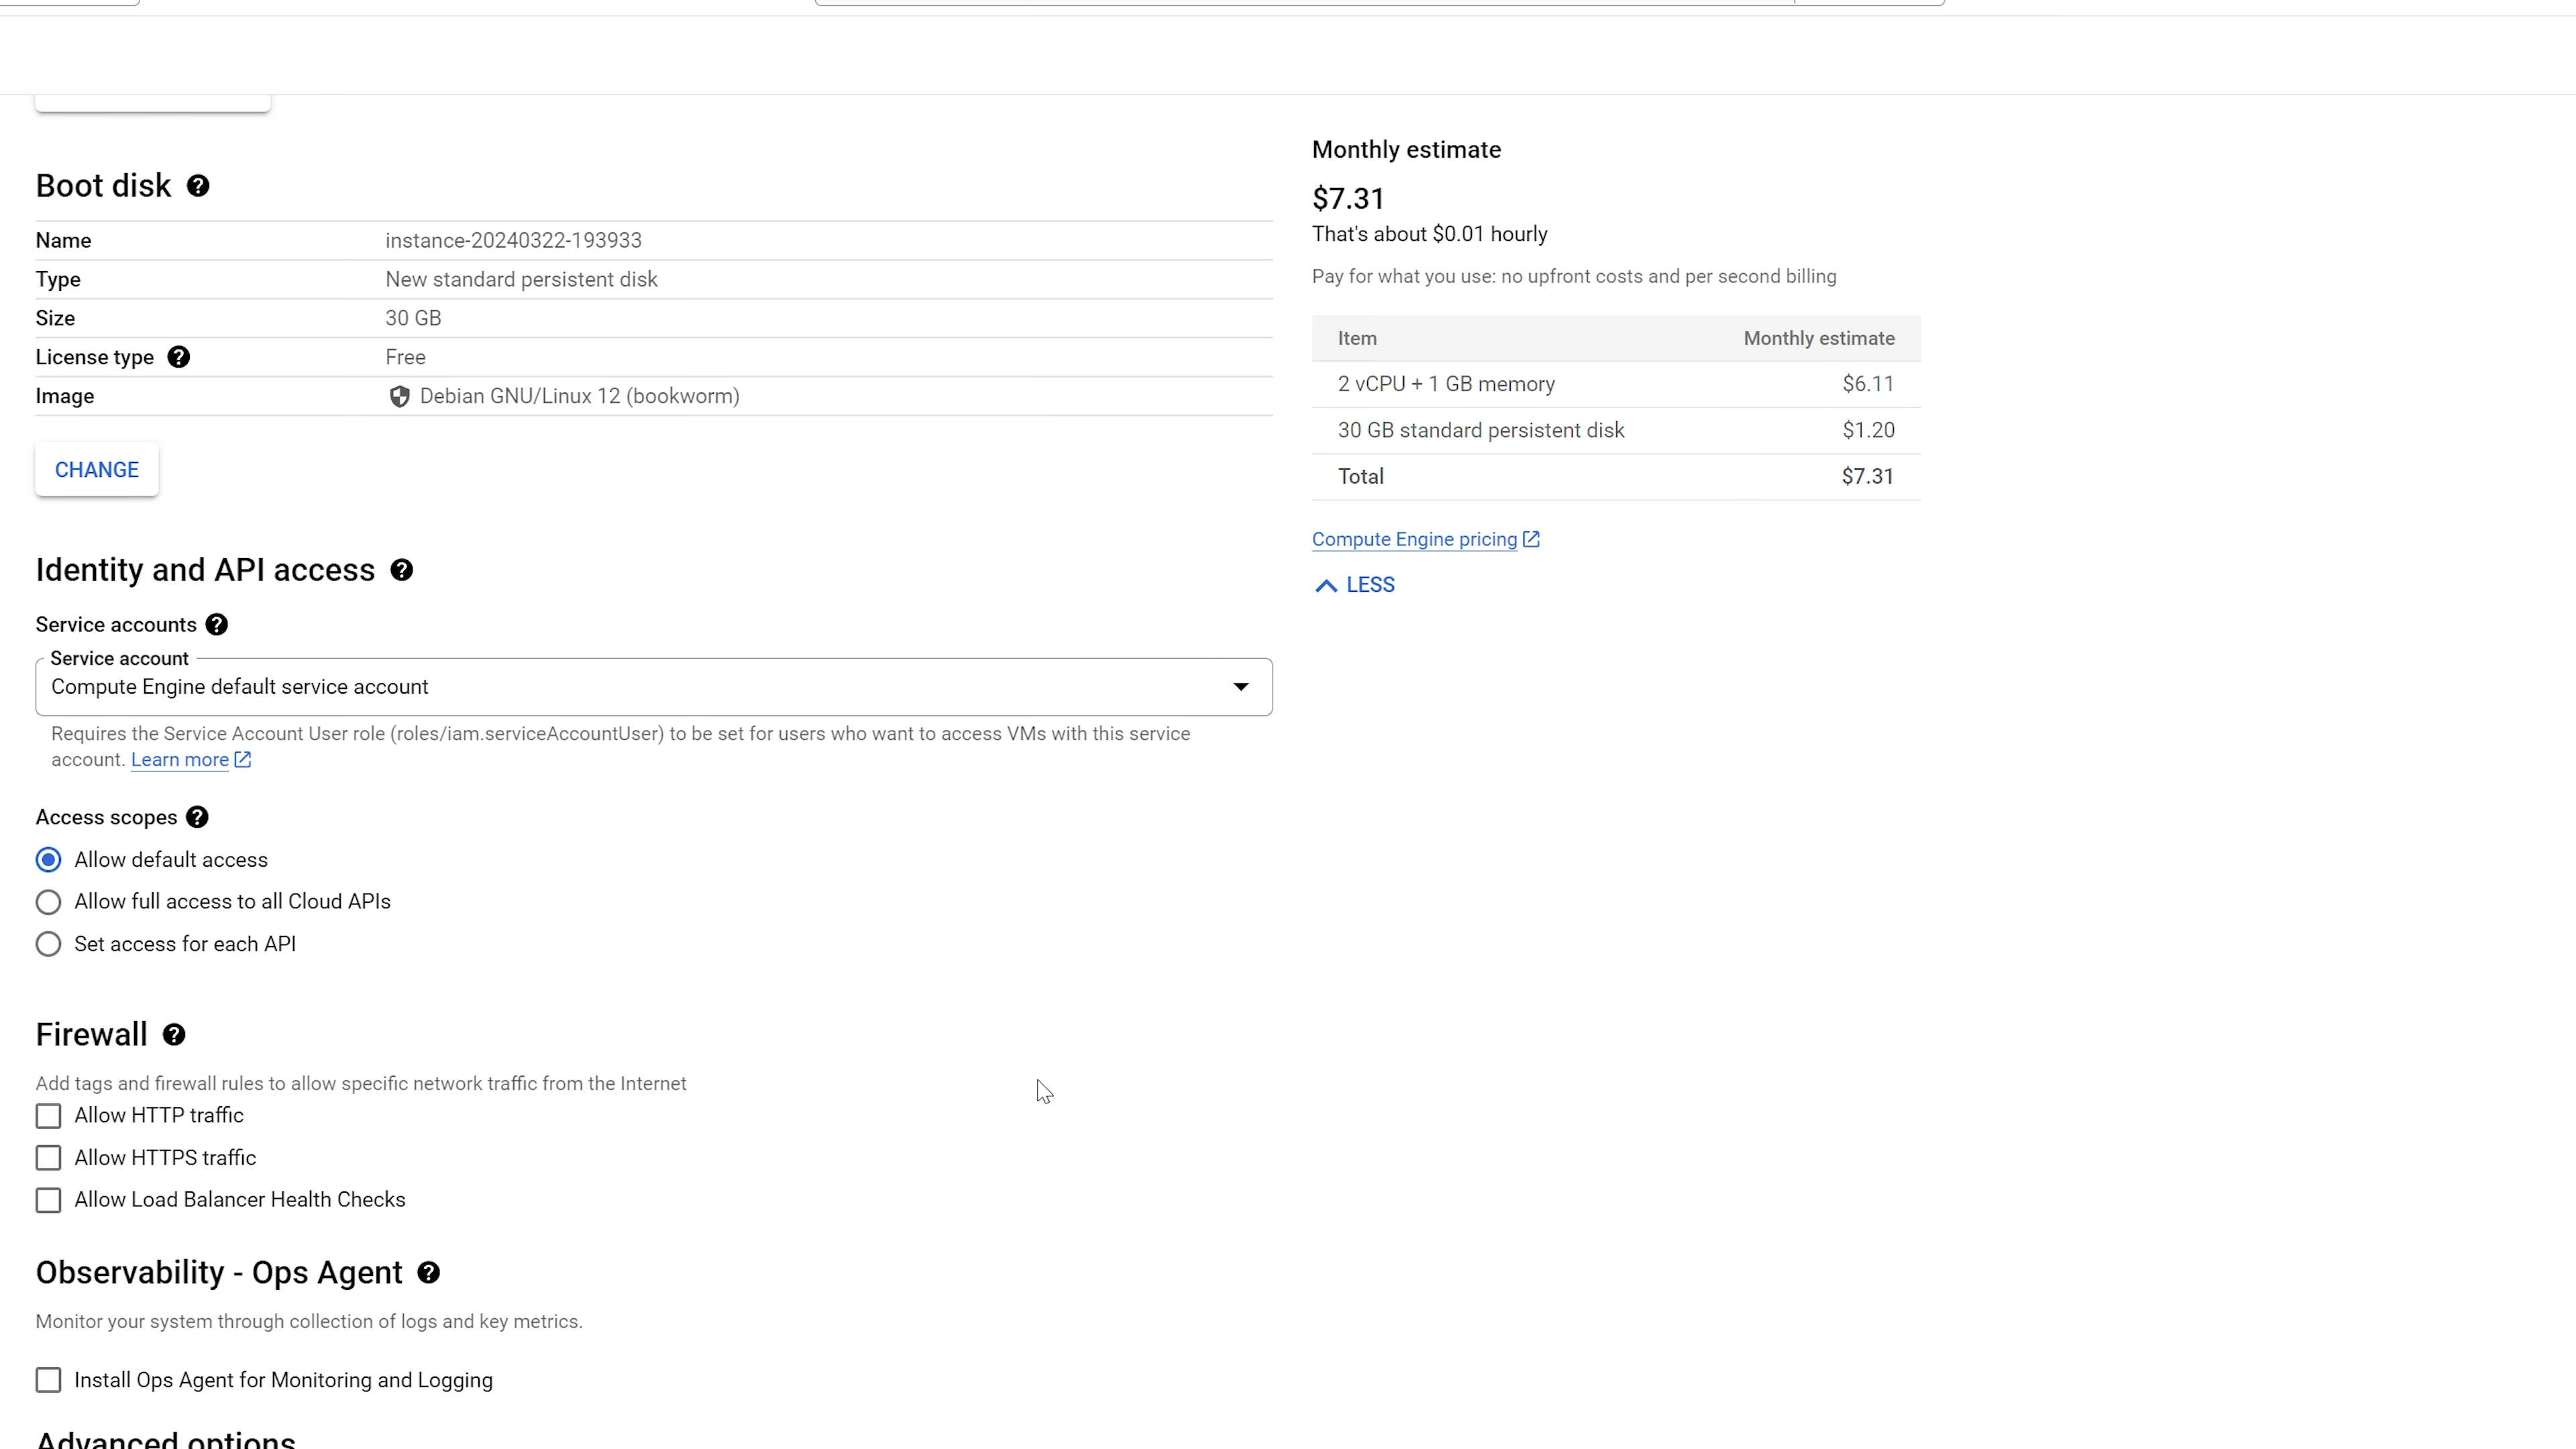 Boot disk
Name instance-20240322-193933
Type New standard persistent disk
Size 30 GB
License type Free
Image Debian GNU/Linux 12 (bookworm)
CHANGE
Identity and API access
Service accounts
Service account
Compute Engine default service account
Requires the Service Account User role (roles/iam.serviceAccountUser) to be set for users who want to access VMs with this service
account. Learn more
Access scopes
Allow default access
Allow full access to all Cloud APIs
Set access for each API
Firewall
Add tags and firewall rules to allow specific network traffic from the Internet
Allow HTTP traffic
Allow HTTPS traffic
Allow Load Balancer Health Checks
Observability - Ops Agent
Monitor your system through collection of logs and key metrics.
Install Ops Agent for Monitoring and Logging
Advanced options
Monthly estimate
$7.31
That's about $0.01 hourly
Pay for what you use: no upfront costs and per second billing
Item Monthly estimate
2 vCPU + 1 GB memory $6.11
30 GB standard persistent disk $1.20
Total $7.31
Compute Engine pricing
LESS